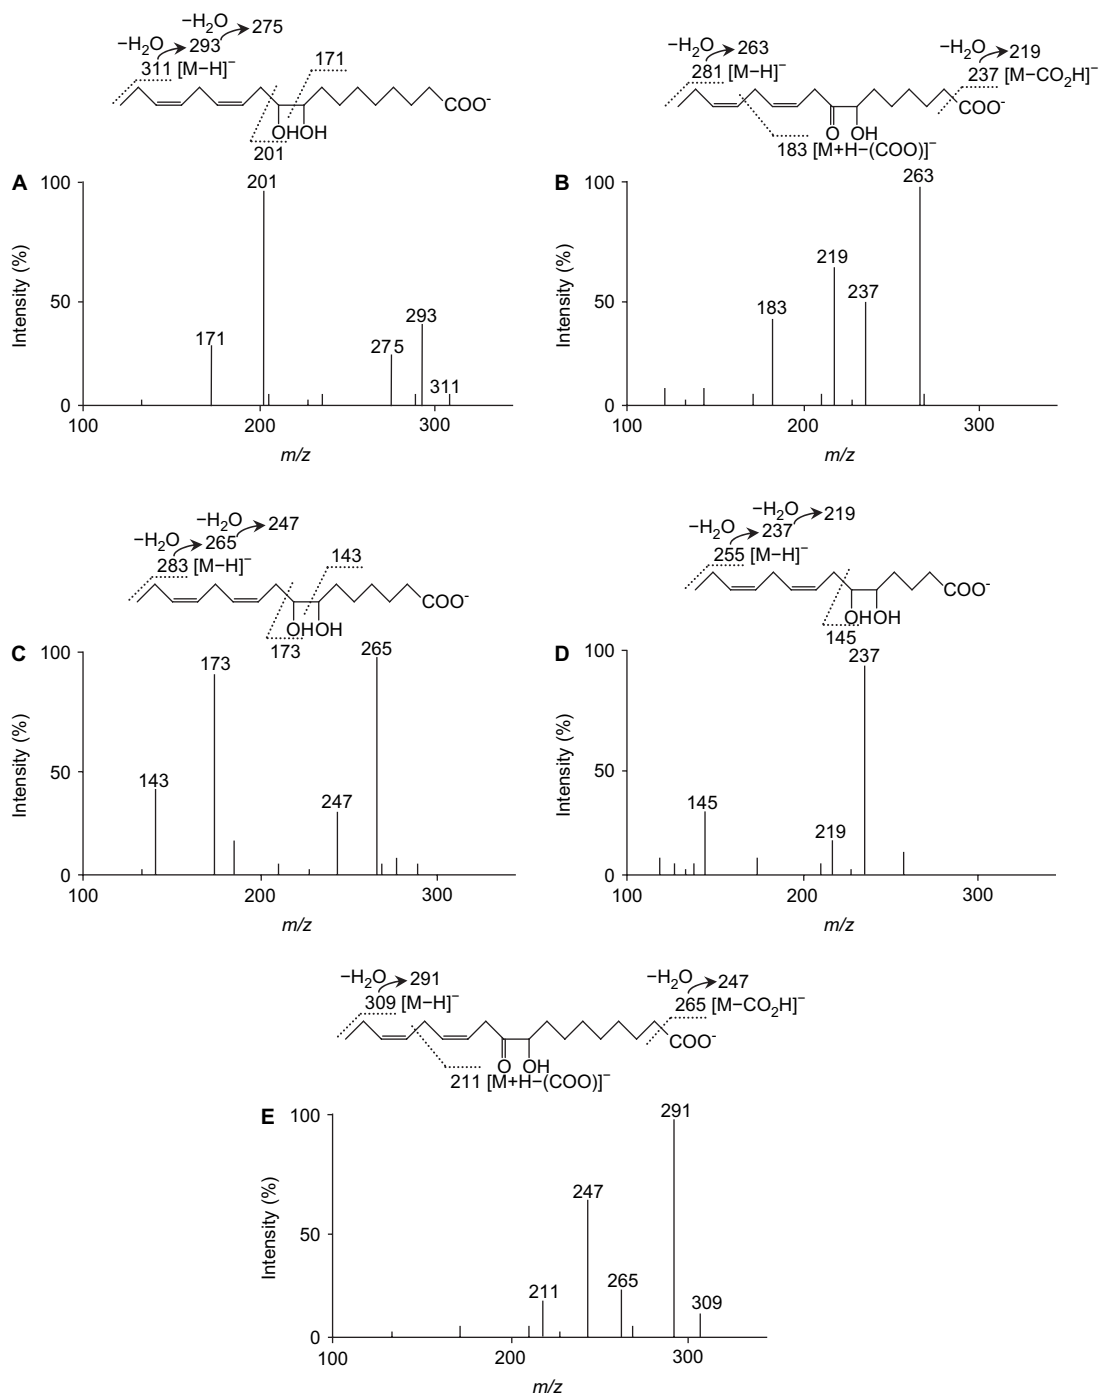 −H₂O 275
−H₂O 293
311 [M−H]⁻ 171
COO⁻
OHOH
201
A
100
50
0
Intensity (%)
171
201
275
293
311
100 200 300
m/z
−H₂O 263
281 [M−H]⁻
−H₂O 219
237 [M−CO₂H]⁻
COO⁻
O OH
183 [M+H−(COO)]⁻
B
100
50
0
Intensity (%)
183
219
237
263
100 200 300
m/z
−H₂O 247
−H₂O 265
283 [M−H]⁻ 143
COO⁻
OHOH
173
C
100
50
0
Intensity (%)
143
173
247
265
100 200 300
m/z
−H₂O 219
−H₂O 237
255 [M−H]⁻
COO⁻
OHOH
145
D
100
50
0
Intensity (%)
145
219
237
100 200 300
m/z
−H₂O 291
309 [M−H]⁻
−H₂O 247
265 [M−CO₂H]⁻
COO⁻
O OH
211 [M+H−(COO)]⁻
E
100
50
0
Intensity (%)
211
247
265
291
309
100 200 300
m/z